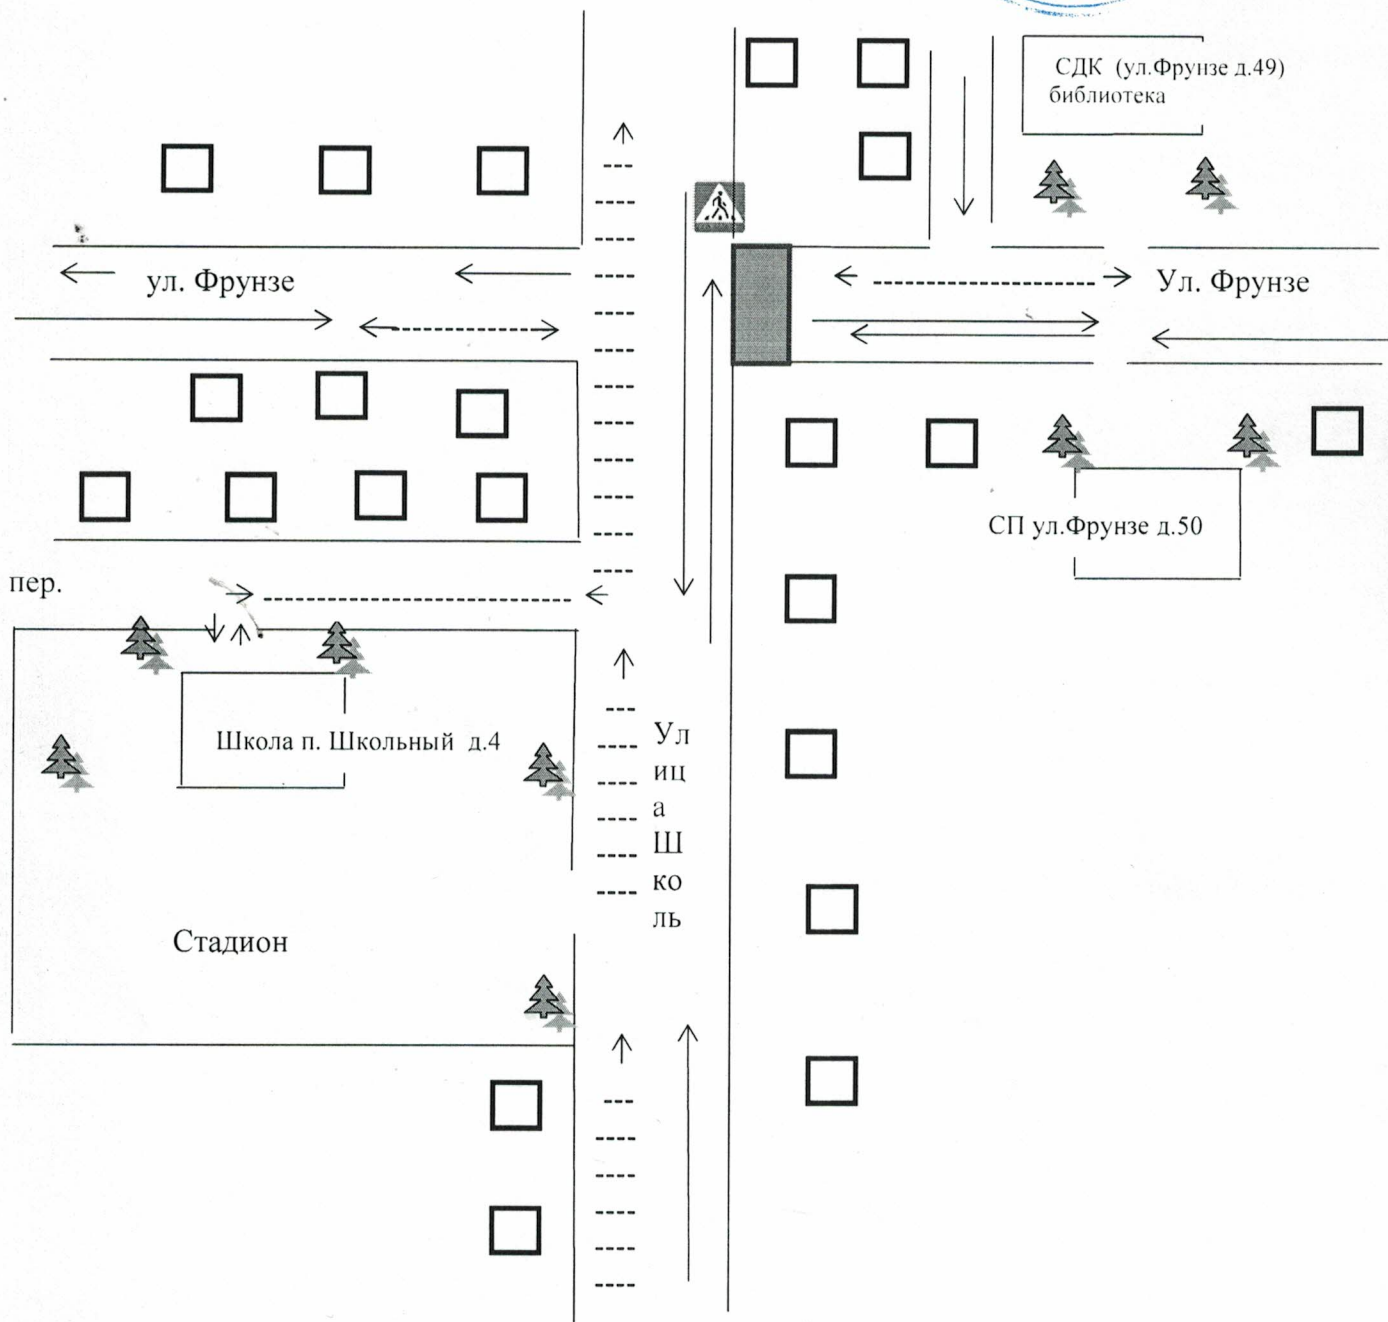 СДК (ул.Фрунзе д.49)
библиотека
ул. Фрунзе
Ул. Фрунзе
СП ул.Фрунзе д.50
пер.
Школа п. Школьный д.4
Ул
иц
а
Ш
ко
ль
Стадион